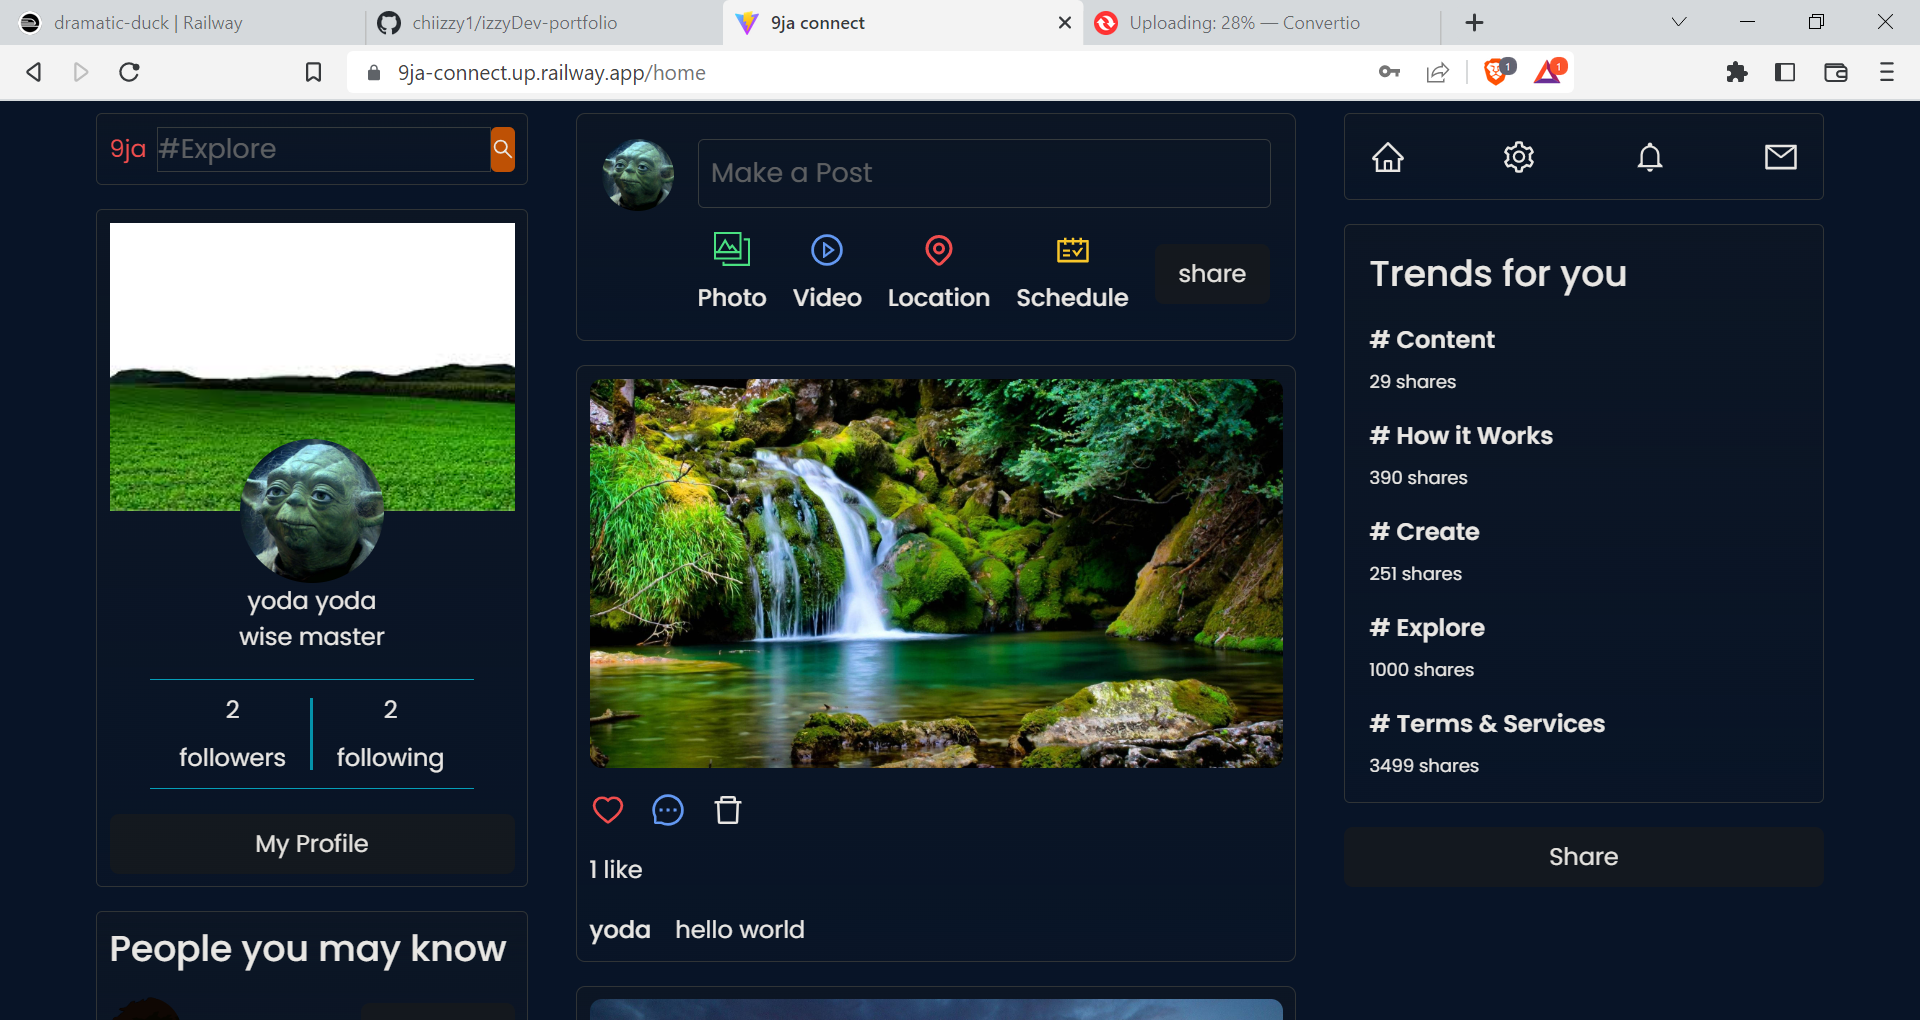 dramatic-duck | Railway
chiizzy1/izzyDev-portfolio
9ja connect
Uploading: 28% — Convertio
9ja-connect.up.railway.app/home
1
1
9ja
#Explore
yoda yoda
wise master
2
followers
2
following
My Profile
People you may know
Make a Post
Photo
Video
Location
Schedule
share
1 like
yoda hello world
Trends for you
# Content
29 shares
# How it Works
390 shares
# Create
251 shares
# Explore
1000 shares
# Terms & Services
3499 shares
Share